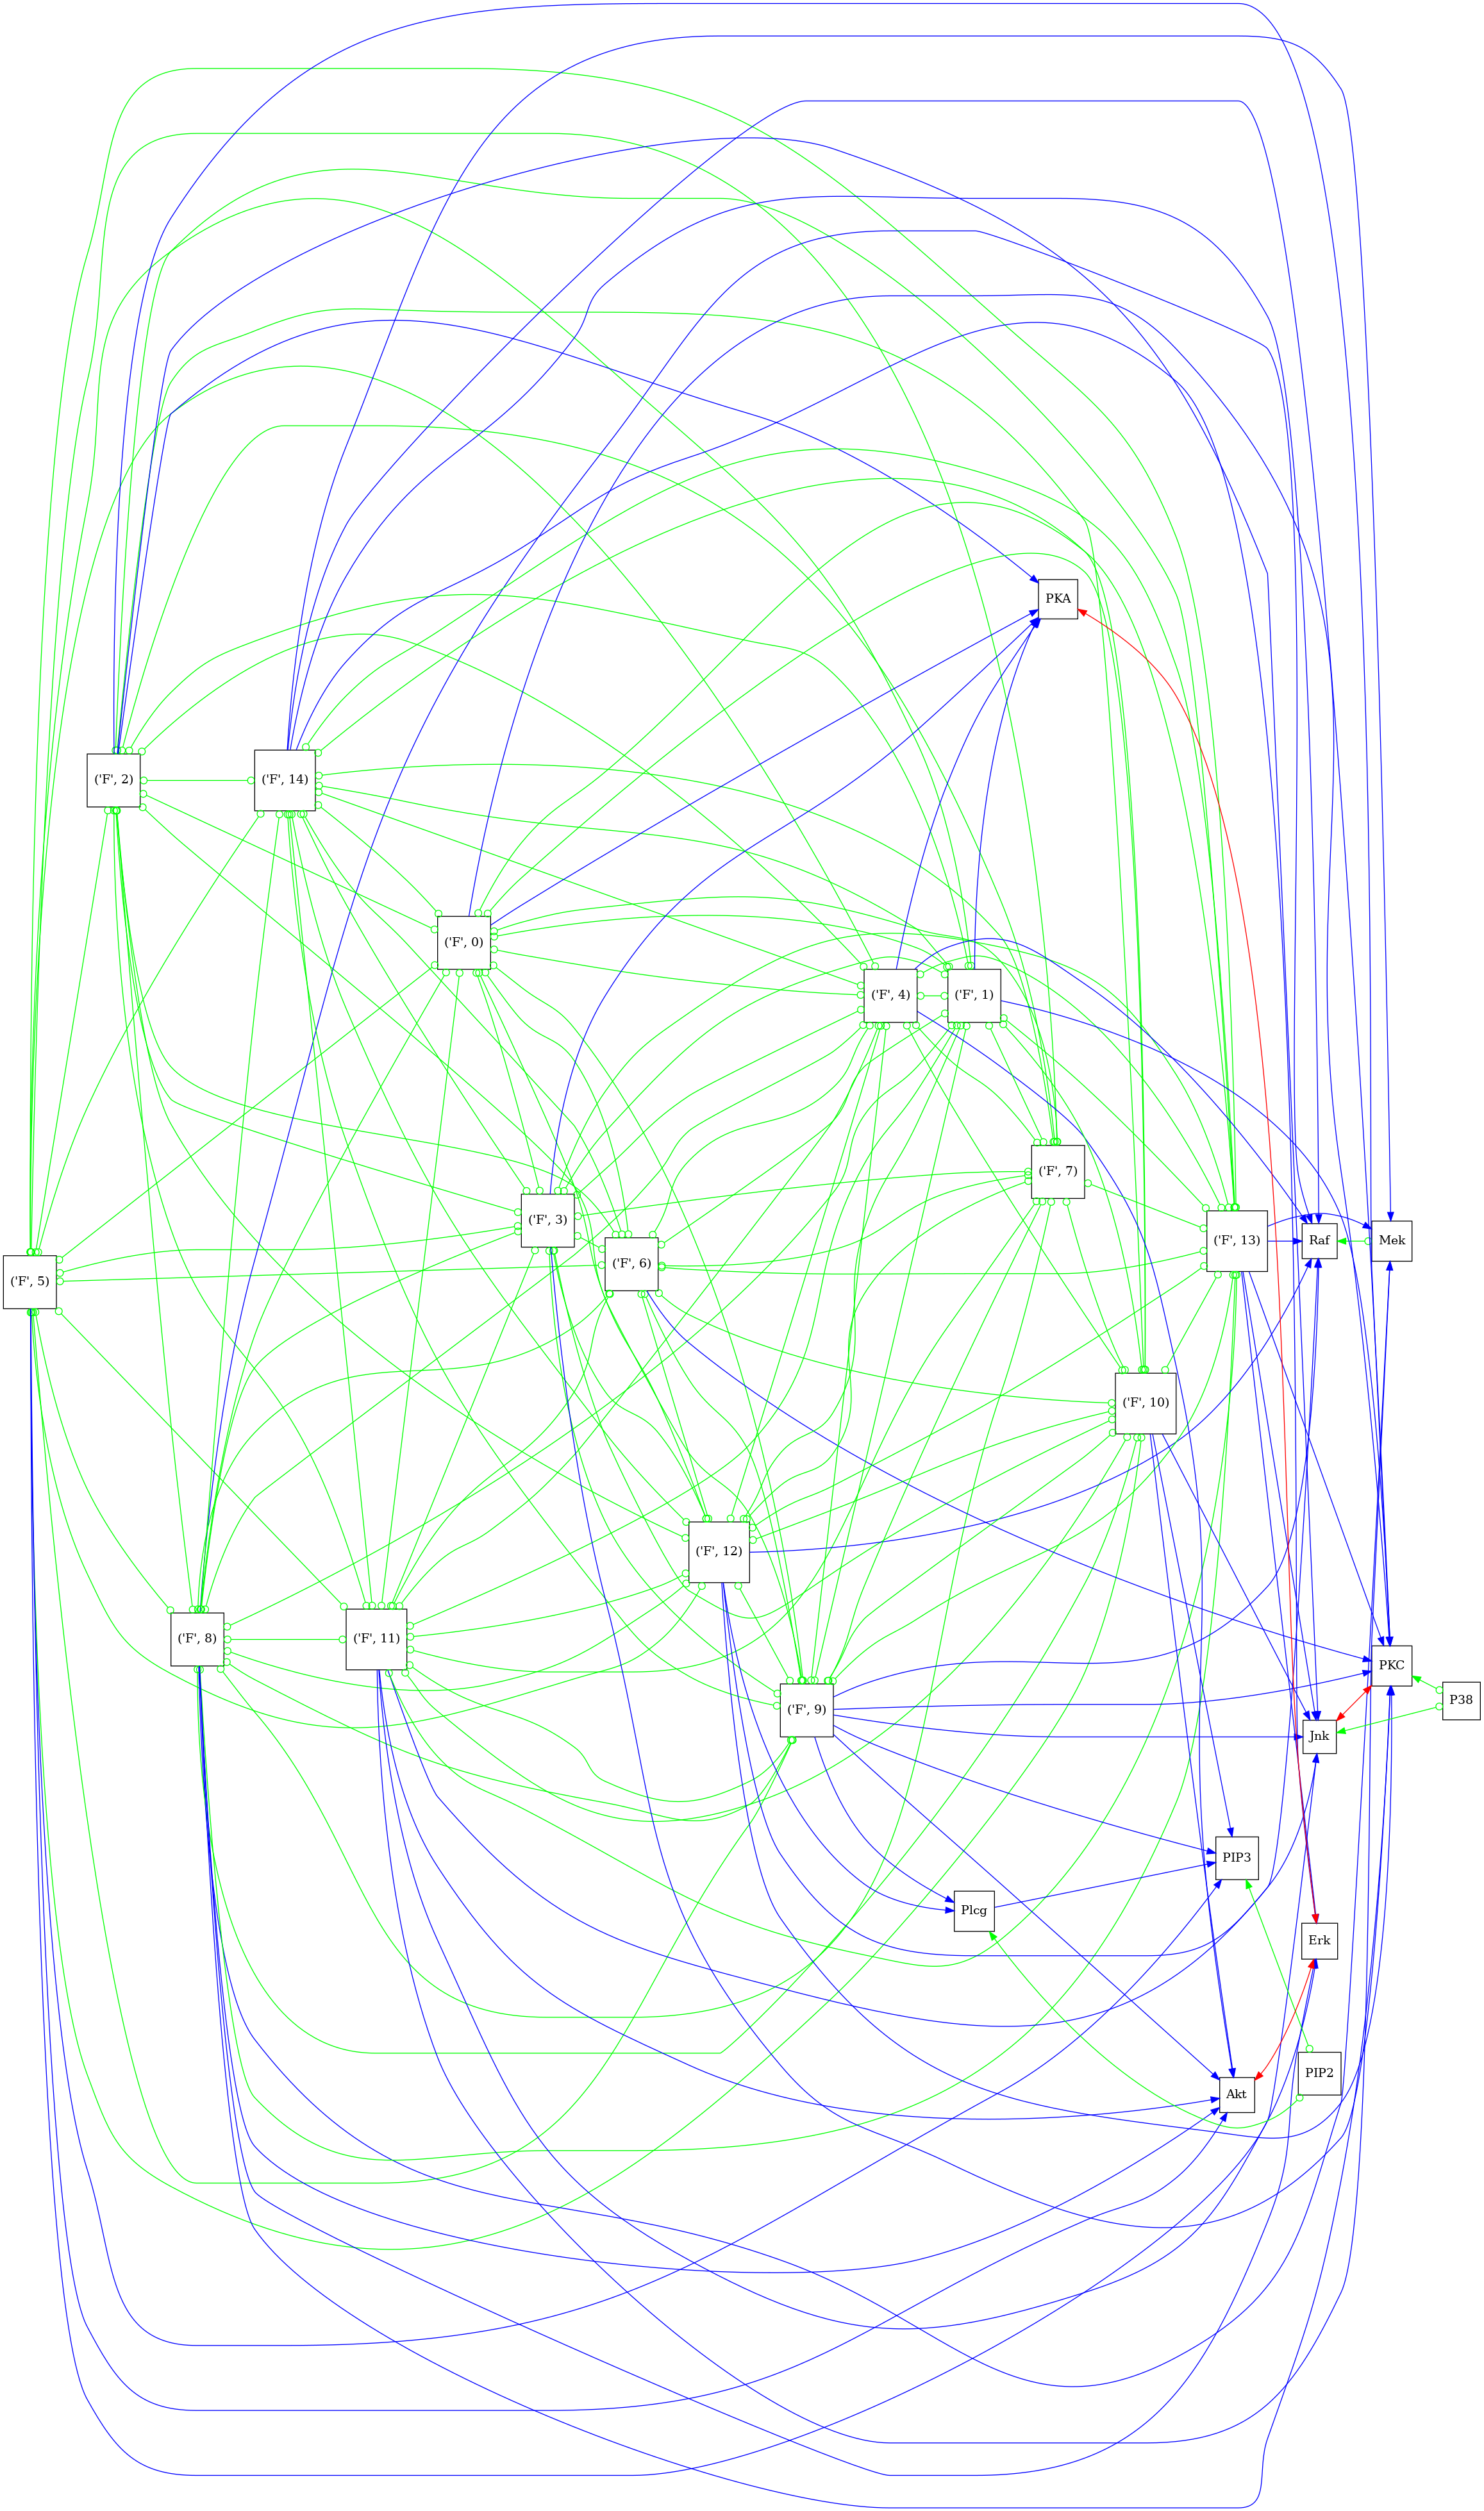 PKA
('F', 2)
('F', 14)
('F', 0)
('F', 4)
('F', 1)
('F', 7)
('F', 3)
('F', 13)
Raf
Mek
('F', 6)
('F', 5)
('F', 10)
('F', 12)
('F', 8)
('F', 11)
PKC
P38
('F', 9)
Jnk
PIP3
Plcg
Erk
PIP2
Akt